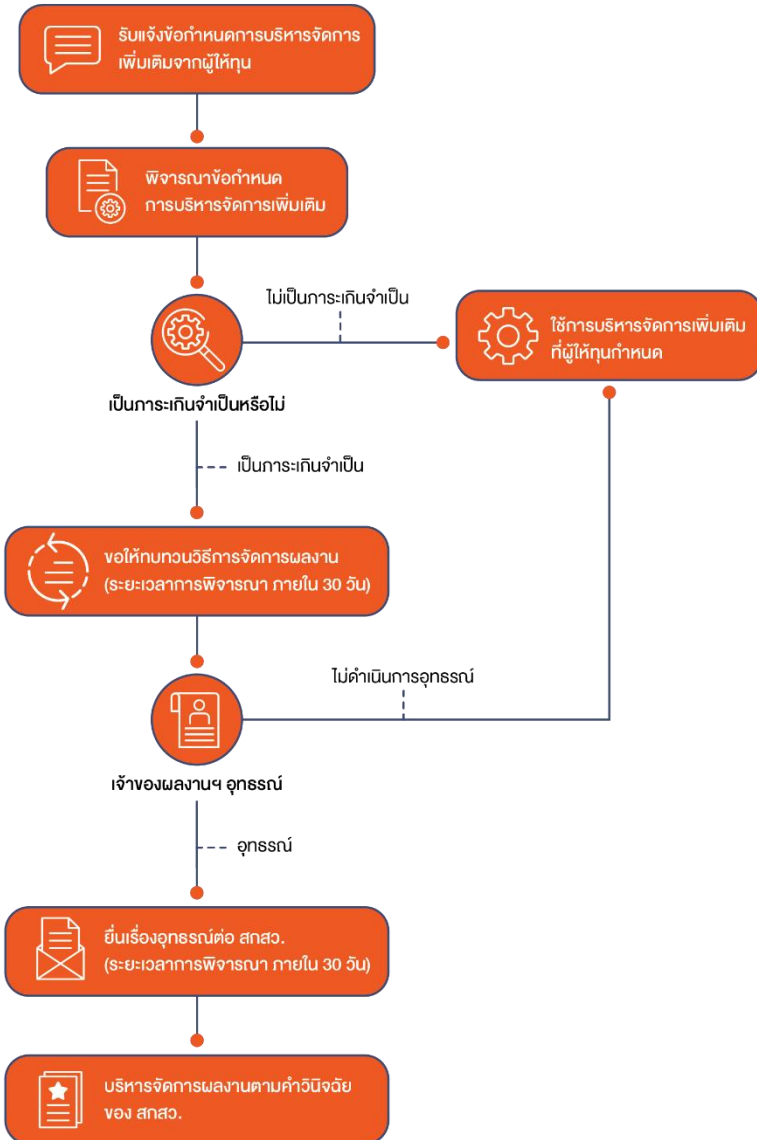 รับแจ้งข้อกำหนดการบริหารจัดการ
เพิ่มเติมจากผู้ให้ทุน
พิจารณาข้อกำหนด
การบริหารจัดการเพิ่มเติม
ไม่เป็นภาระเกินจำเป็น
ใช้การบริหารจัดการเพิ่มเติม
ที่ผู้ให้ทุนกำหนด
เป็นภาระเกินจำเป็นหรือไม่
เป็นภาระเกินจำเป็น
ขอให้ทบทวนวิธีการจัดการผลงาน
(ระยะเวลาการพิจารณา ภายใน 30 วัน)
ไม่ดำเนินการอุทธรณ์
เจ้าของผลงานฯ อุทธรณ์
อุทธรณ์
ยื่นเรื่องอุทธรณ์ต่อ สกสว.
(ระยะเวลาการพิจารณา ภายใน 30 วัน)
บริหารจัดการผลงานตามคำวินิจฉัย
ของ สกสว.